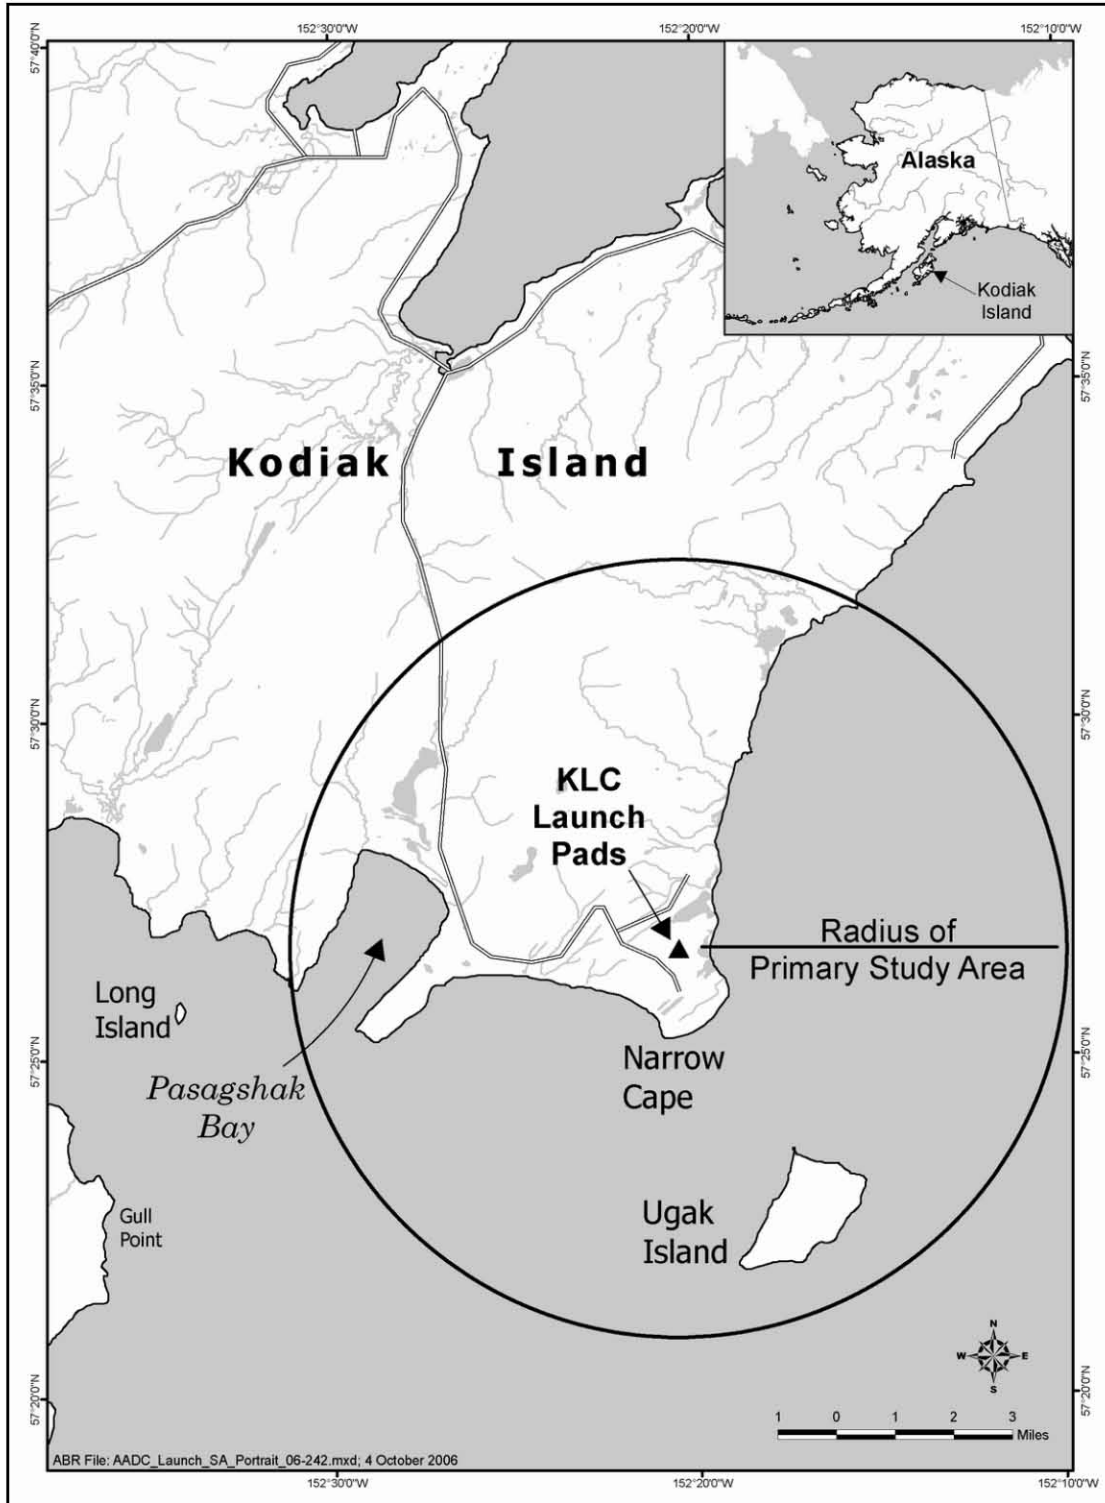 152°30'0"W 152°20'0"W 152°10'0"W
57°40'0"N
57°40'0"N
Alaska
Kodiak
Island
57°35'0"N
57°35'0"N
Kodiak Island
57°30'0"N
57°30'0"N
KLC
Launch
Pads
Radius of
Primary Study Area
Long
Island
Pasagshak
Bay
Narrow
Cape
57°25'0"N
57°25'0"N
Gull
Point
Ugak
Island
N
W E
S
57°20'0"N
57°20'0"N
1 0 1 2 3
Miles
ABR File: AADC_Launch_SA_Portrait_06-242.mxd; 4 October 2006
152°30'0"W 152°20'0"W 152°10'0"W